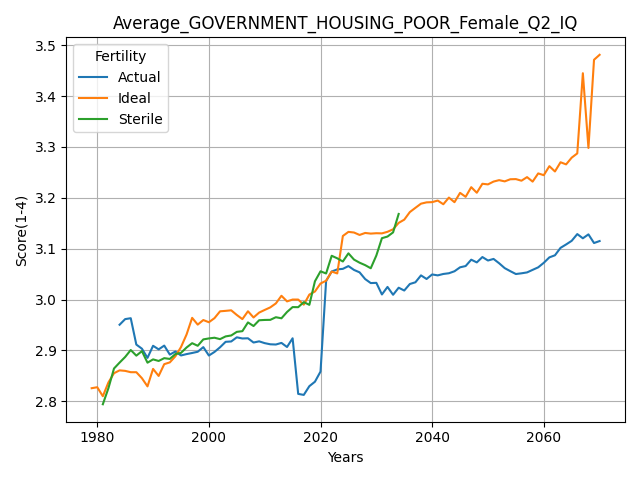 Average_GOVERNMENT_HOUSING_POOR_Female_Q2_IQ
3.5
3.4
3.3
3.2
3.1
3.0
2.9
2.8
Score(1-4)
Fertility
Actual
Ideal
Sterile
1980 2000 2020 2040 2060
Years